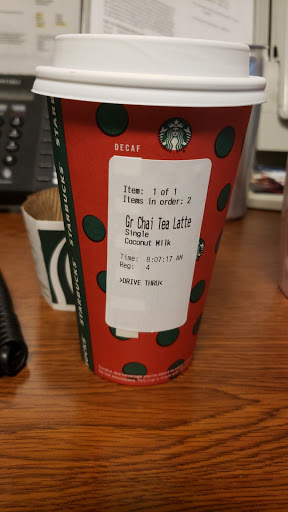 DECAF
Item: 1 of 1
Items in order: 2
Gr Chai Tea Latte
Single
Coconut Milk
Time: 8:07:17 AM
Reg: 4
>DRIVE THRU<
STARBUCKS
STARBUCKS